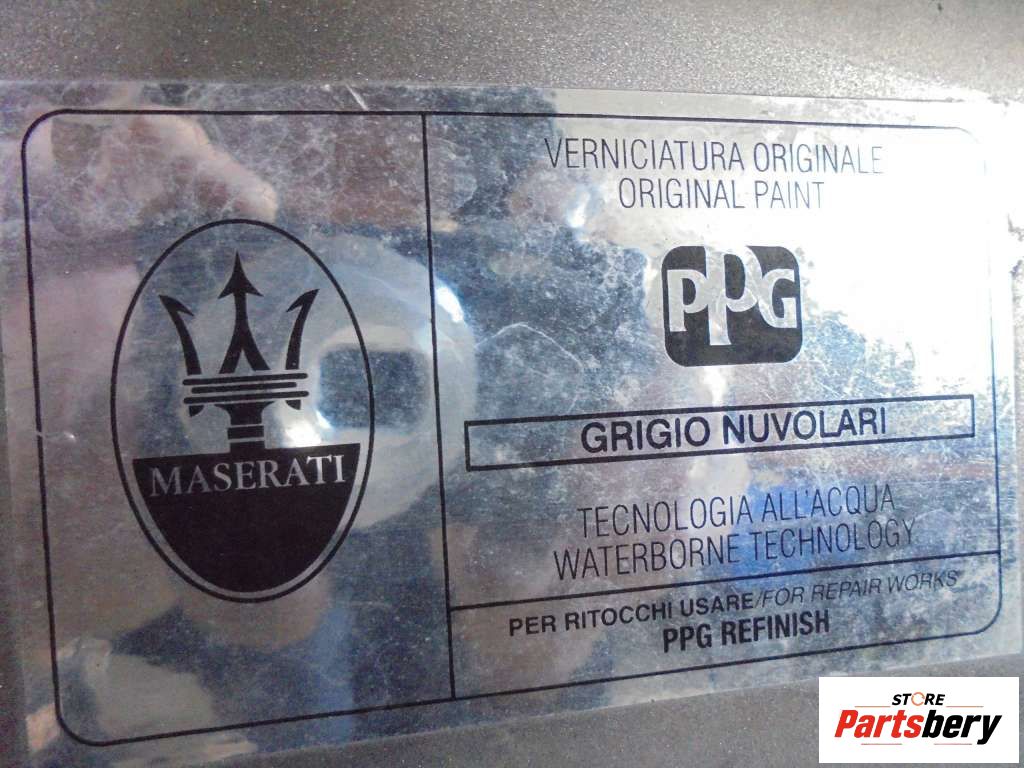 MASERATI
VERNICIATURA ORIGINALE
ORIGINAL PAINT
PPG
GRIGIO NUVOLARI
TECNOLOGIA ALL'ACQUA
WATERBORNE TECHNOLOGY
PER RITOCCHI USARE/FOR REPAIR WORKS
PPG REFINISH
STORE
Partsbery